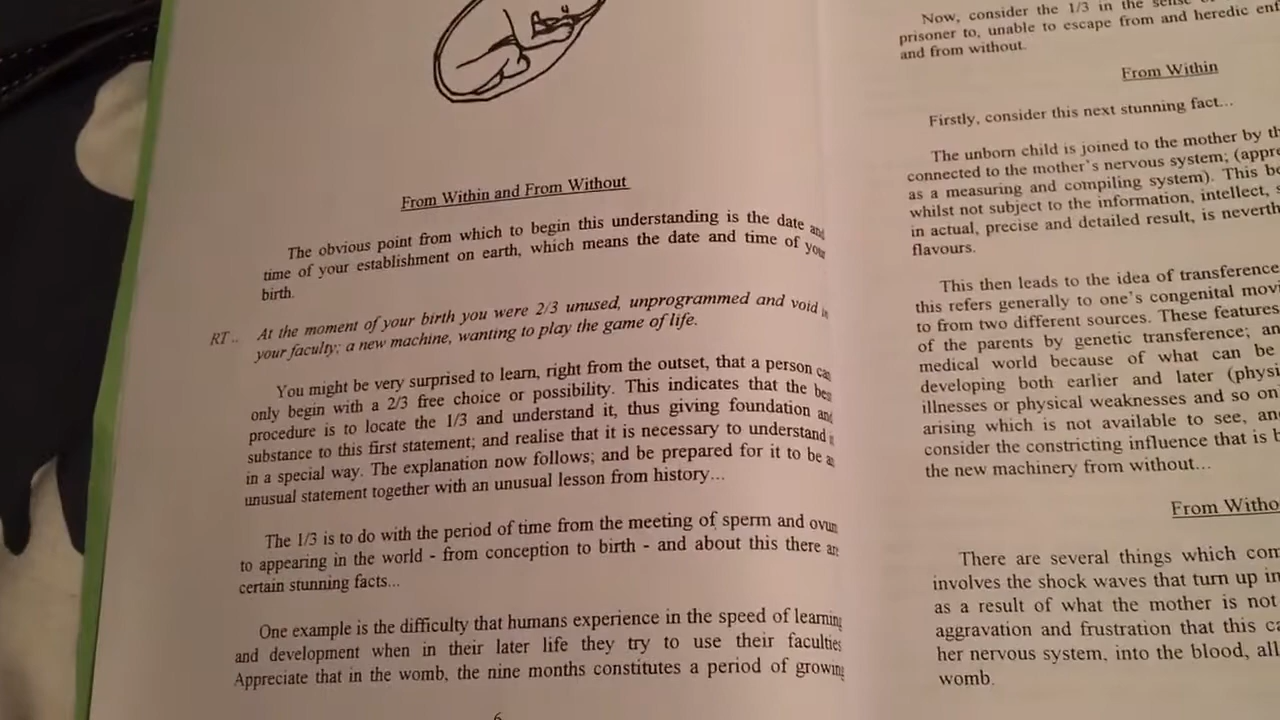 From Within and From Without
The obvious point from which to begin this understanding is the date and
time of your establishment on earth, which means the date and time of your
birth.
RT .. At the moment of your birth you were 2/3 unused, unprogrammed and void in
your faculty; a new machine, wanting to play the game of life.
You might be very surprised to learn, right from the outset, that a person can
only begin with a 2/3 free choice or possibility. This indicates that the best
procedure is to locate the 1/3 and understand it, thus giving foundation and
substance to this first statement; and realise that it is necessary to understand
in a special way. The explanation now follows; and be prepared for it to be an
unusual statement together with an unusual lesson from history...
The 1/3 is to do with the period of time from the meeting of sperm and ovum
to appearing in the world - from conception to birth - and about this there are
certain stunning facts...
One example is the difficulty that humans experience in the speed of learning
and development when in their later life they try to use their faculties
Appreciate that in the womb, the nine months constitutes a period of growing
6
Now, consider the 1/3 in the sense of
prisoner to, unable to escape from and heredic
and from without.
From Within
Firstly, consider this next stunning fact...
The unborn child is joined to the mother by
connected to the mother's nervous system;
as a measuring and compiling system). This
whilst not subject to the information, intellect,
in actual, precise and detailed result, is
flavours.
This then leads to the idea of transference
this refers generally to one's congenital
to from two different sources. These features
of the parents by genetic transference;
medical world because of what can be
developing both earlier and later
illnesses or physical weaknesses and so on
arising which is not available to see,
consider the constricting influence that is
the new machinery from without...
From
There are several things which
involves the shock waves that turn up
as a result of what the mother is not
aggravation and frustration that this
her nervous system, into the blood,
womb.